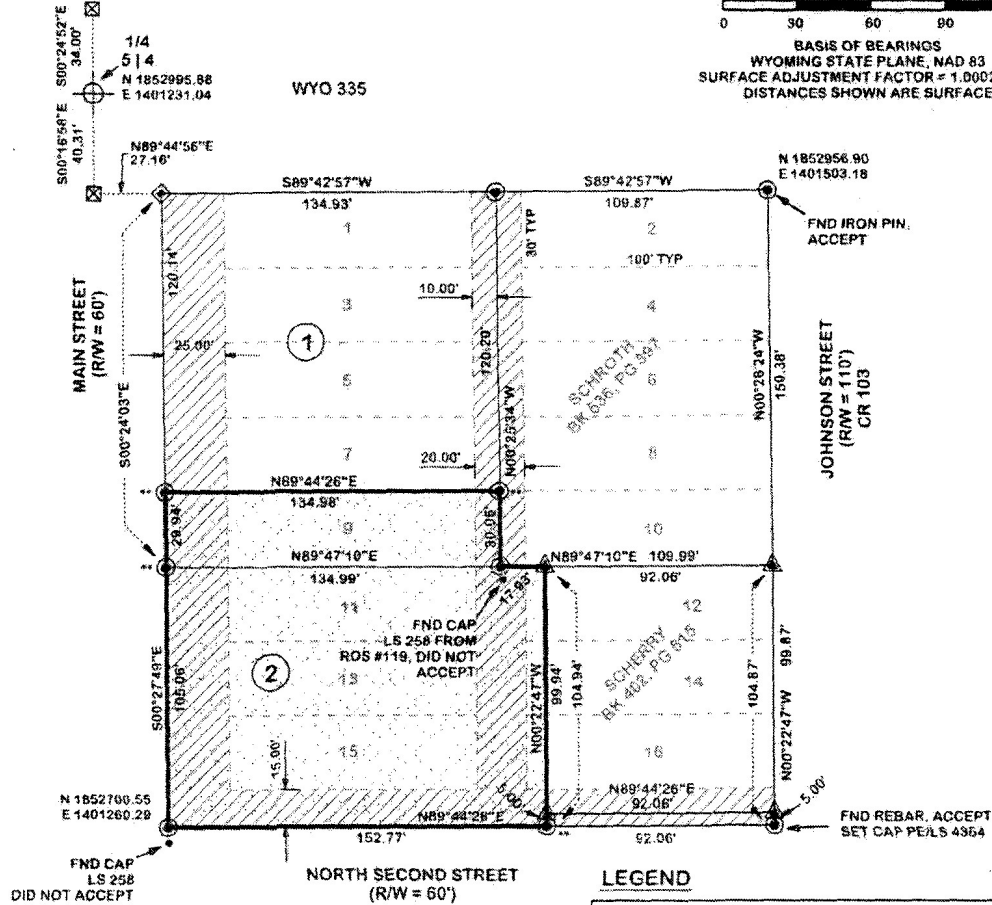 0 30 60 90
BASIS OF BEARINGS
WYOMING STATE PLANE, NAD 83
DISTANCES SHOWN ARE SURFACE
S00°24'52"E
34.00'
1/4
5 | 4
N 1852995.88
E 1401231.04
S00°16'58"E
40.31'
WYO 335
N89°44'56"E
27.16'
S89°42'57"W
134.93'
S89°42'57"W
109.87'
N 1852956.90
E 1401503.18
FND IRON PIN,
ACCEPT
MAIN STREET
(R/W = 60')
S00°24'03"E
120.14'
25.00'
1
1
3
5
7
10.00'
120.20'
N00°25'34"W
20.00'
30' TYP
2
100' TYP
4
6
8
10
SCHROTH
BK 636, PG 397
N00°26'24"W
150.38'
JOHNSON STREET
(R/W = 110')
CR 103
N89°44'26"E
134.98'
29.94'
9
30.06'
N89°47'10"E
134.99'
N89°47'10"E 109.99'
92.06'
17.93'
FND CAP
LS 258 FROM
ROS #119, DID NOT
ACCEPT
11
2
13
15
S00°27'49"E
105.06'
N00°22'47"W
99.94'
104.94'
12
14
16
SCHERRY
BK 402, PG 615
104.87'
99.87'
N00°22'47"W
15.00'
N89°44'26"E
92.06'
5.00'
5.00'
N 1852700.55
E 1401260.29
N89°44'26"E
152.77'
92.06'
FND REBAR, ACCEPT
SET CAP PE/LS 4364
FND CAP
LS 258
DID NOT ACCEPT
NORTH SECOND STREET
(R/W = 60')
LEGEND